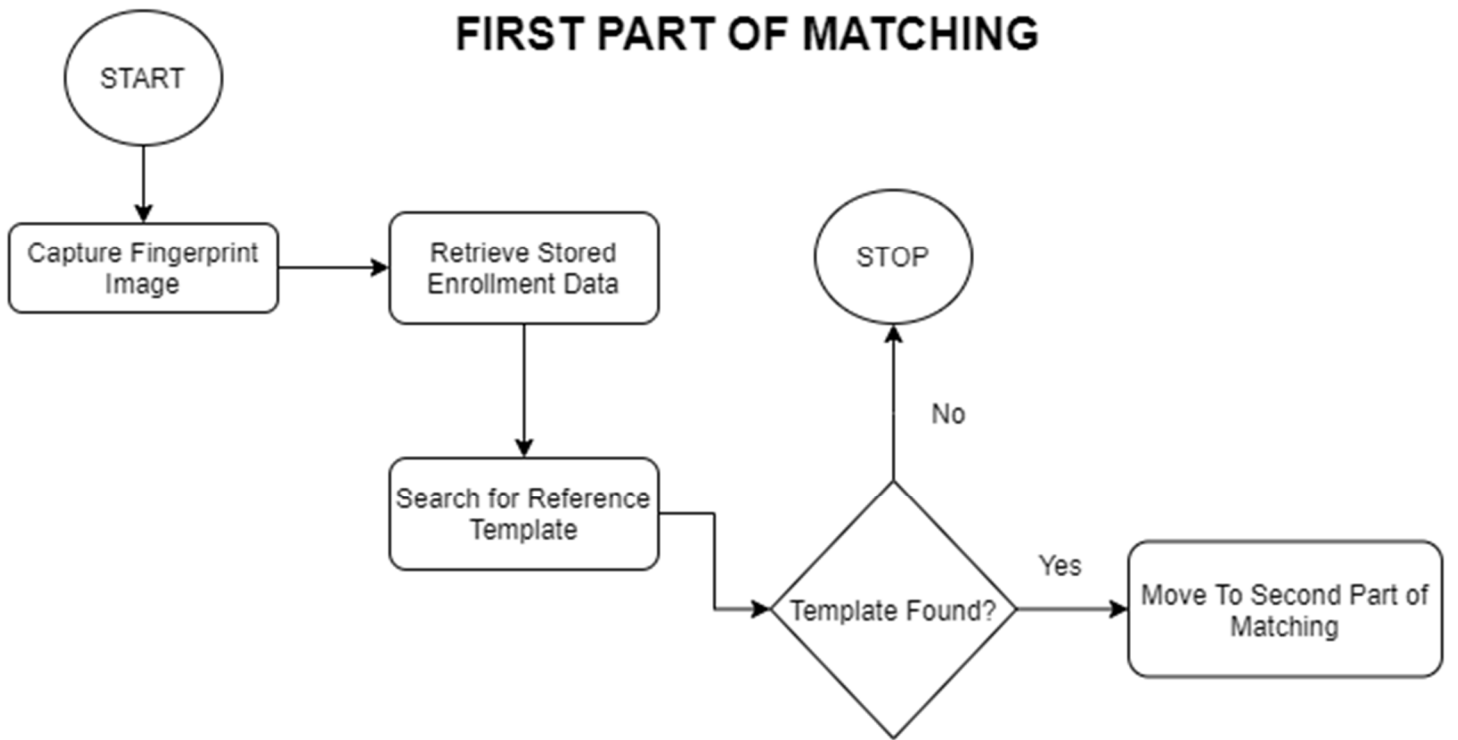 FIRST PART OF MATCHING
START
Capture Fingerprint
Image
Retrieve Stored
Enrollment Data
STOP
No
Search for Reference
Template
Template Found?
Yes
Move To Second Part of
Matching